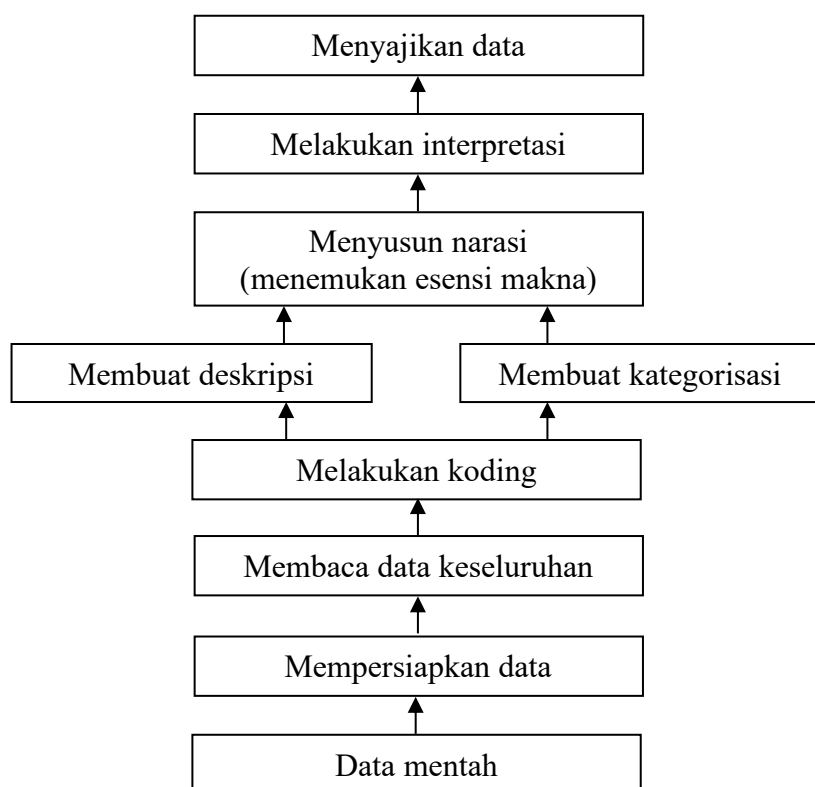 Menyajikan data
Melakukan interpretasi
Menyusun narasi
(menemukan esensi makna)
Membuat deskripsi
Membuat kategorisasi
Melakukan koding
Membaca data keseluruhan
Mempersiapkan data
Data mentah